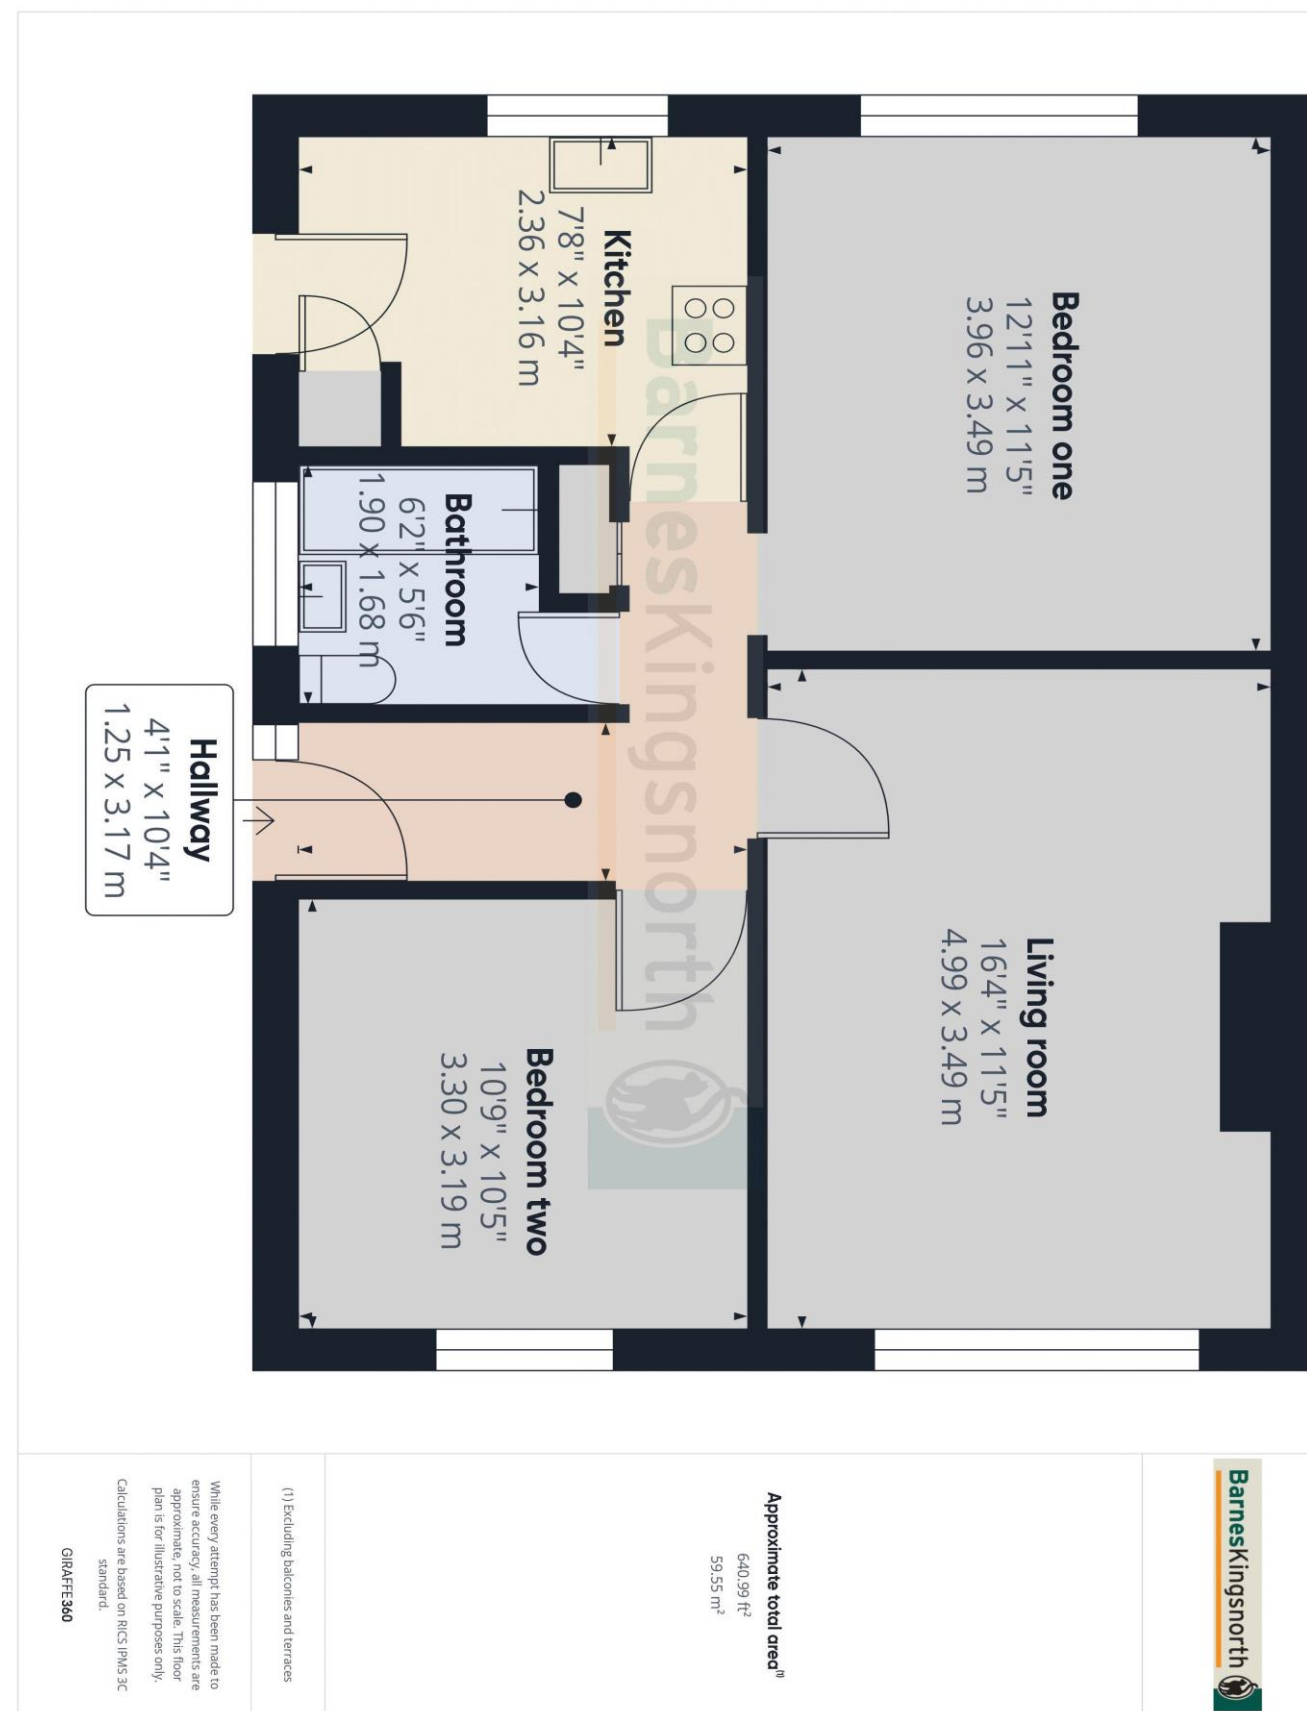 Kitchen
7'8" x 10'4"
2.36 x 3.16 m
Bedroom one
12'11" x 11'5"
3.96 x 3.49 m
Bathroom
6'2" x 5'6"
1.90 x 1.68 m
Hallway
4'1" x 10'4"
1.25 x 3.17 m
Living room
16'4" x 11'5"
4.99 x 3.49 m
Bedroom two
10'9" x 10'5"
3.30 x 3.19 m
BarnesKingsnorth
BarnesKingsnorth
Approximate total area(1)
640.99 ft²
59.55 m²
(1) Excluding balconies and terraces
While every attempt has been made to
ensure accuracy, all measurements are
approximate, not to scale. This floor
plan is for illustrative purposes only.
Calculations are based on RICS IPMS 3C
standard.
GIRAFFE360